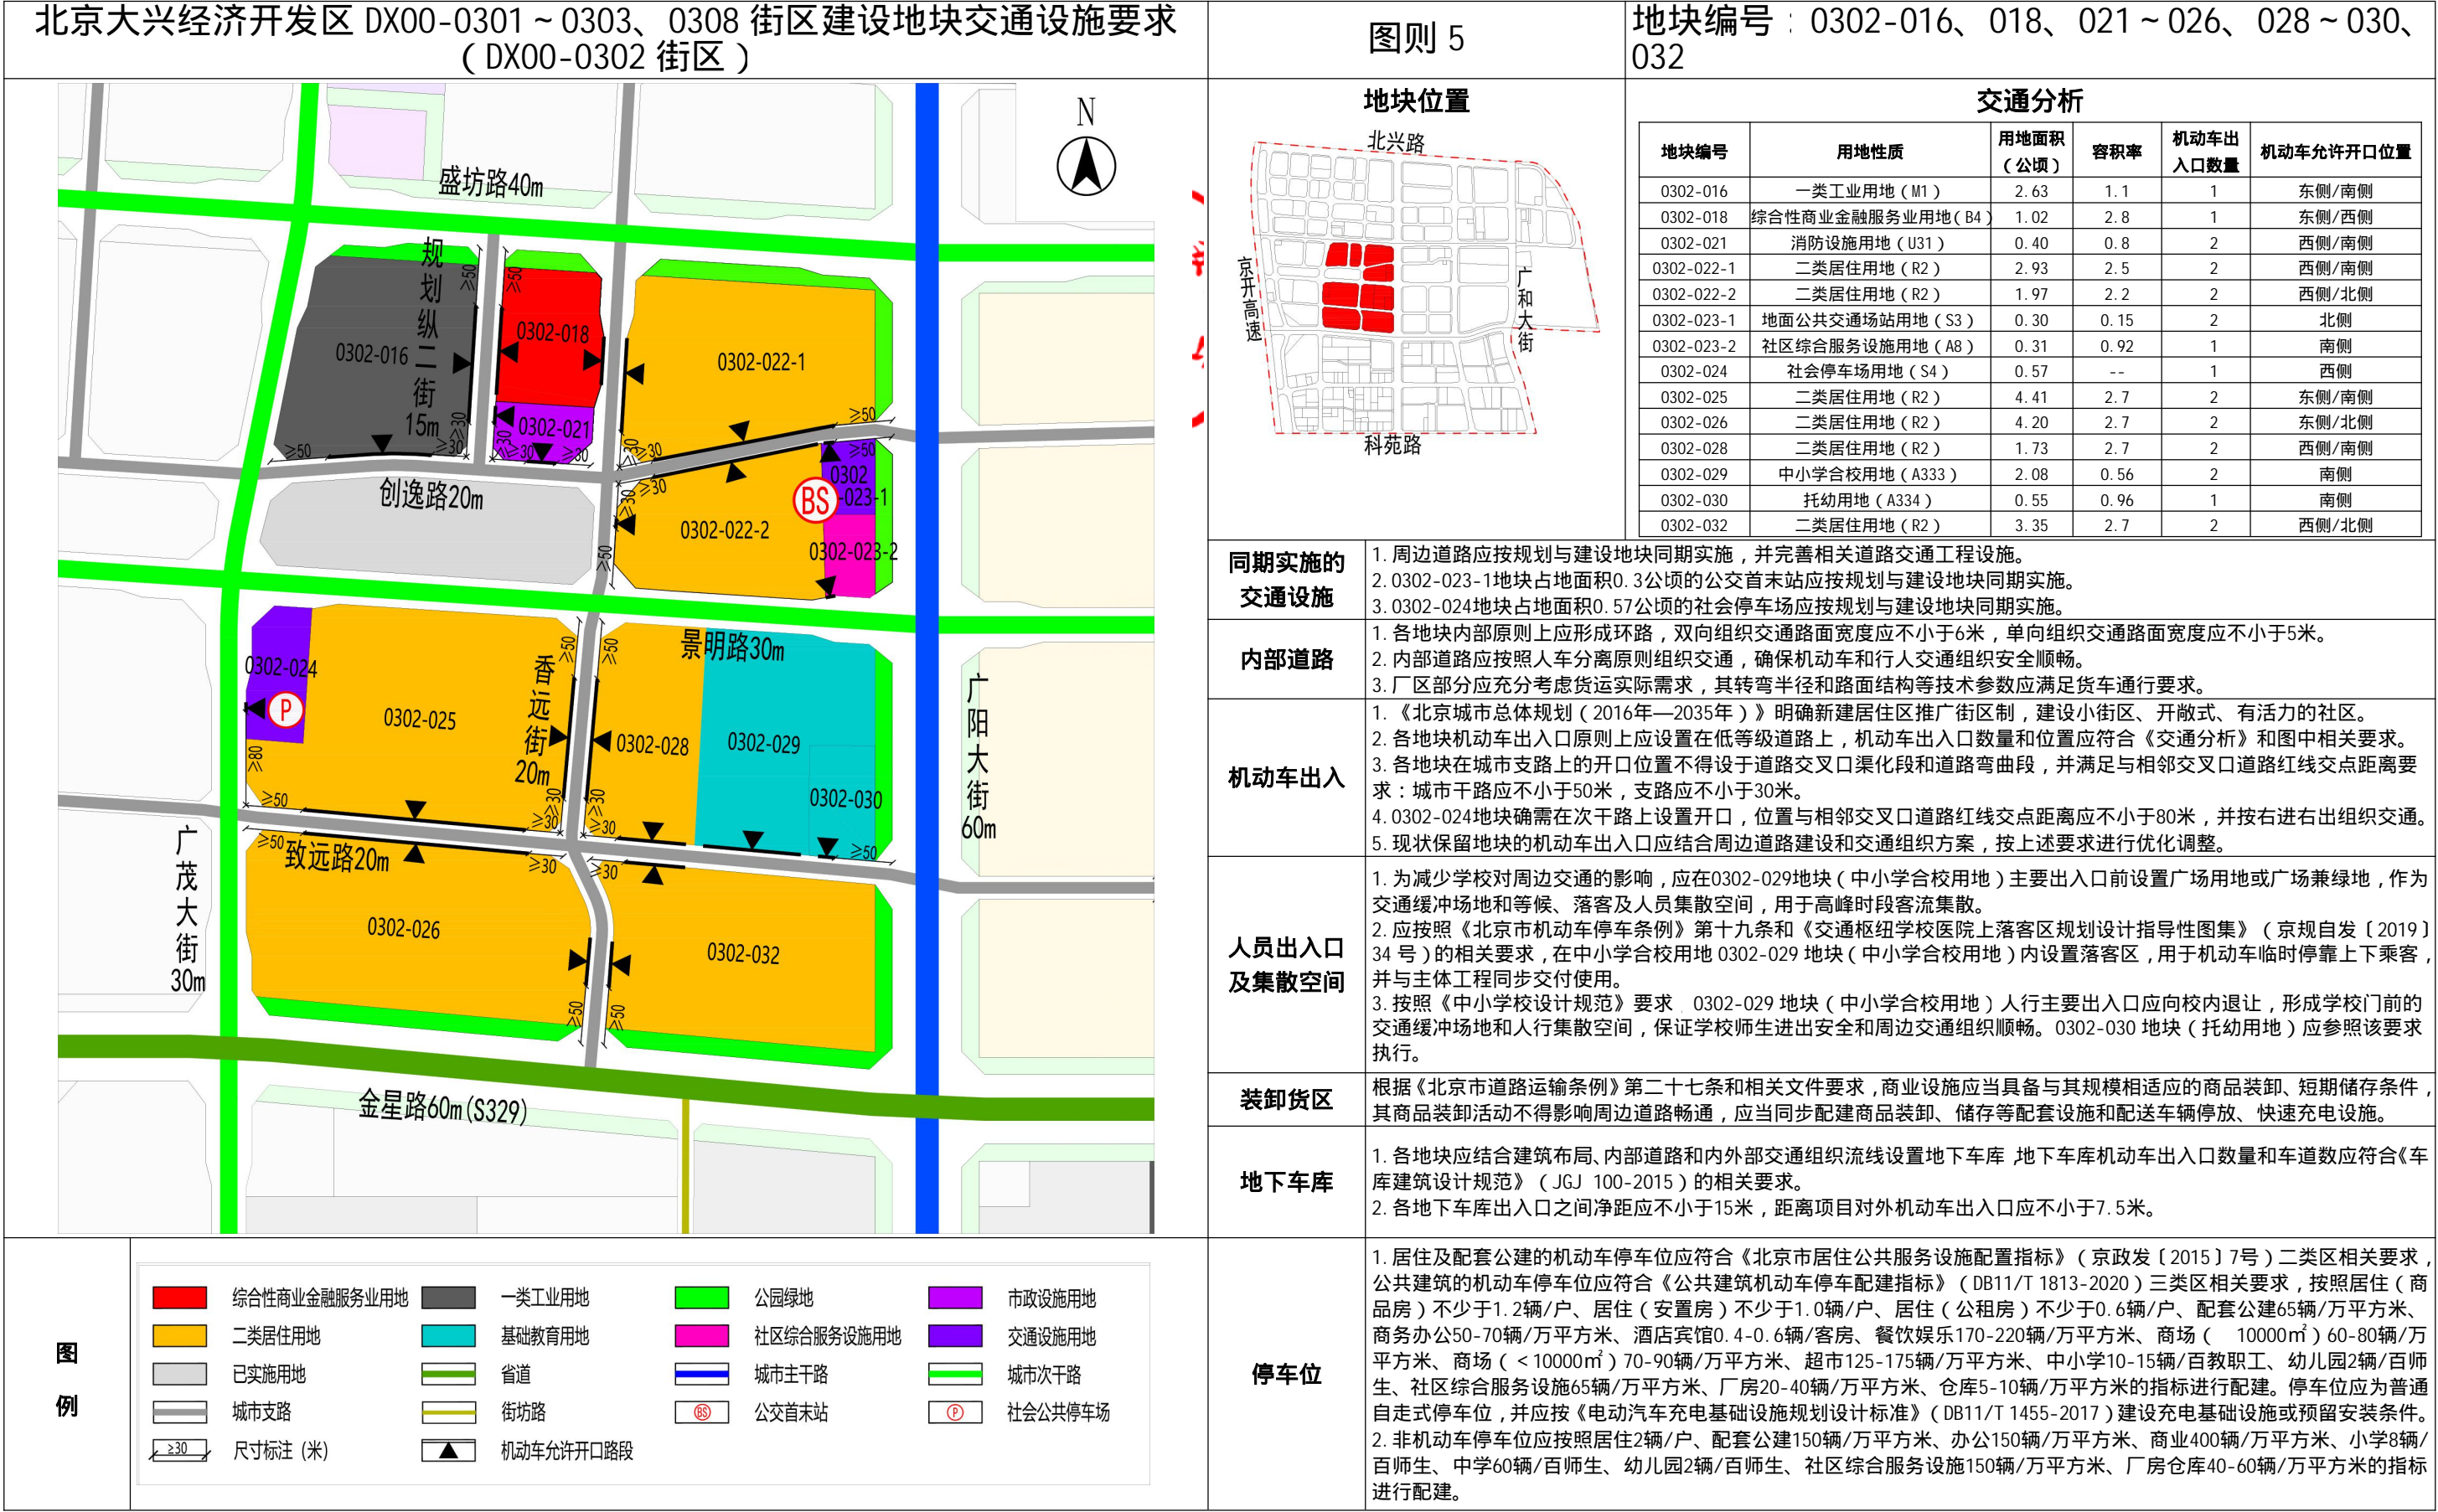 北京大兴经济开发区 DX00-0301～0303、0308 街区建设地块交通设施要求
（DX00-0302 街区）
图则 5
地块编号：0302-016、018、021～026、028～030、
032
N
盛坊路40m
规划纵二街15m
0302-016
0302-018
0302-021
0302-022-1
0302-022-2
0302
-023-1
BS
0302-023-2
创逸路20m
景明路30m
0302-024
P
0302-025
香远街20m
0302-028
0302-029
0302-030
广阳大街60m
广茂大街30m
致远路20m
0302-026
0302-032
金星路60m(S329)
≥50
≥50
≥30
≥50
≥30
≥30
≥30
≥30
≥30
≥30
≥50
≥50
≥30
≥30
≥50
≥50
≥50
≥80
≥50
≥30
≥30
≥30
≥30
≥50
≥50
≥30
≥30
≥50
≥50
地块位置
北兴路
京开高速
广和大街
科苑路
交通分析
地块编号 用地性质 用地面积（公顷） 容积率 机动车出入口数量 机动车允许开口位置
0302-016 一类工业用地（M1） 2.63 1.1 1 东侧/南侧
0302-018 综合性商业金融服务业用地（B4） 1.02 2.8 1 东侧/西侧
0302-021 消防设施用地（U31） 0.40 0.8 2 西侧/南侧
0302-022-1 二类居住用地（R2） 2.93 2.5 2 西侧/南侧
0302-022-2 二类居住用地（R2） 1.97 2.2 2 西侧/北侧
0302-023-1 地面公共交通场站用地（S3） 0.30 0.15 2 北侧
0302-023-2 社区综合服务设施用地（A8） 0.31 0.92 1 南侧
0302-024 社会停车场用地（S4） 0.57 -- 1 西侧
0302-025 二类居住用地（R2） 4.41 2.7 2 东侧/南侧
0302-026 二类居住用地（R2） 4.20 2.7 2 东侧/北侧
0302-028 二类居住用地（R2） 1.73 2.7 2 西侧/南侧
0302-029 中小学合校用地（A333） 2.08 0.56 2 南侧
0302-030 托幼用地（A334） 0.55 0.96 1 南侧
0302-032 二类居住用地（R2） 3.35 2.7 2 西侧/北侧
同期实施的
交通设施
1.周边道路应按规划与建设地块同期实施，并完善相关道路交通工程设施。
2.0302-023-1地块占地面积0.3公顷的公交首末站应按规划与建设地块同期实施。
3.0302-024地块占地面积0.57公顷的社会停车场应按规划与建设地块同期实施。
内部道路
1.各地块内部原则上应形成环路，双向组织交通路面宽度应不小于6米，单向组织交通路面宽度应不小于5米。
2.内部道路应按照人车分离原则组织交通，确保机动车和行人交通组织安全顺畅。
3.厂区部分应充分考虑货运实际需求，其转弯半径和路面结构等技术参数应满足货车通行要求。
机动车出入
1.《北京城市总体规划（2016年—2035年）》明确新建居住区推广街区制，建设小街区、开敞式、有活力的社区。
2.各地块机动车出入口原则上应设置在低等级道路上，机动车出入口数量和位置应符合《交通分析》和图中相关要求。
3.各地块在城市支路上的开口位置不得设于道路交叉口渠化段和道路弯曲段，并满足与相邻交叉口道路红线交点距离要
求：城市干路应不小于50米，支路应不小于30米。
4.0302-024地块确需在次干路上设置开口，位置与相邻交叉口道路红线交点距离应不小于80米，并按右进右出组织交通。
5.现状保留地块的机动车出入口应结合周边道路建设和交通组织方案，按上述要求进行优化调整。
人员出入口
及集散空间
1.为减少学校对周边交通的影响，应在0302-029地块（中小学合校用地）主要出入口前设置广场用地或广场兼绿地，作为
交通缓冲场地和等候、落客及人员集散空间，用于高峰时段客流集散。
2.应按照《北京市机动车停车条例》第十九条和《交通枢纽学校医院上落客区规划设计指导性图集》（京规自发〔2019〕
34 号）的相关要求，在中小学合校用地 0302-029 地块（中小学合校用地）内设置落客区，用于机动车临时停靠上下乘客，
并与主体工程同步交付使用。
3.按照《中小学校设计规范》要求，0302-029 地块（中小学合校用地）人行主要出入口应向校内退让，形成学校门前的
交通缓冲场地和人行集散空间，保证学校师生进出安全和周边交通组织顺畅。0302-030 地块（托幼用地）应参照该要求
执行。
装卸货区
根据《北京市道路运输条例》第二十七条和相关文件要求，商业设施应当具备与其规模相适应的商品装卸、短期储存条件，
其商品装卸活动不得影响周边道路畅通，应当同步配建商品装卸、储存等配套设施和配送车辆停放、快速充电设施。
地下车库
1.各地块应结合建筑布局、内部道路和内外部交通组织流线设置地下车库,地下车库机动车出入口数量和车道数应符合《车
库建筑设计规范》（JGJ 100-2015）的相关要求。
2.各地下车库出入口之间净距应不小于15米，距离项目对外机动车出入口应不小于7.5米。
停车位
1.居住及配套公建的机动车停车位应符合《北京市居住公共服务设施配置指标》（京政发〔2015〕7号）二类区相关要求，
公共建筑的机动车停车位应符合《公共建筑机动车停车配建指标》（DB11/T 1813-2020）三类区相关要求，按照居住（商
品房）不少于1.2辆/户、居住（安置房）不少于1.0辆/户、居住（公租房）不少于0.6辆/户、配套公建65辆/万平方米、
商务办公50-70辆/万平方米、酒店宾馆0.4-0.6辆/客房、餐饮娱乐170-220辆/万平方米、商场（ 10000㎡）60-80辆/万
平方米、商场（＜10000㎡）70-90辆/万平方米、超市125-175辆/万平方米、中小学10-15辆/百教职工、幼儿园2辆/百师
生、社区综合服务设施65辆/万平方米、厂房20-40辆/万平方米、仓库5-10辆/万平方米的指标进行配建。停车位应为普通
自走式停车位，并应按《电动汽车充电基础设施规划设计标准》（DB11/T 1455-2017）建设充电基础设施或预留安装条件。
2.非机动车停车位应按照居住2辆/户、配套公建150辆/万平方米、办公150辆/万平方米、商业400辆/万平方米、小学8辆/
百师生、中学60辆/百师生、幼儿园2辆/百师生、社区综合服务设施150辆/万平方米、厂房仓库40-60辆/万平方米的指标
进行配建。
图例
综合性商业金融服务业用地 一类工业用地 公园绿地 市政设施用地
二类居住用地 基础教育用地 社区综合服务设施用地 交通设施用地
已实施用地 省道 城市主干路 城市次干路
城市支路 街坊路 BS 公交首末站 P 社会公共停车场
≥30 尺寸标注（米） 机动车允许开口路段